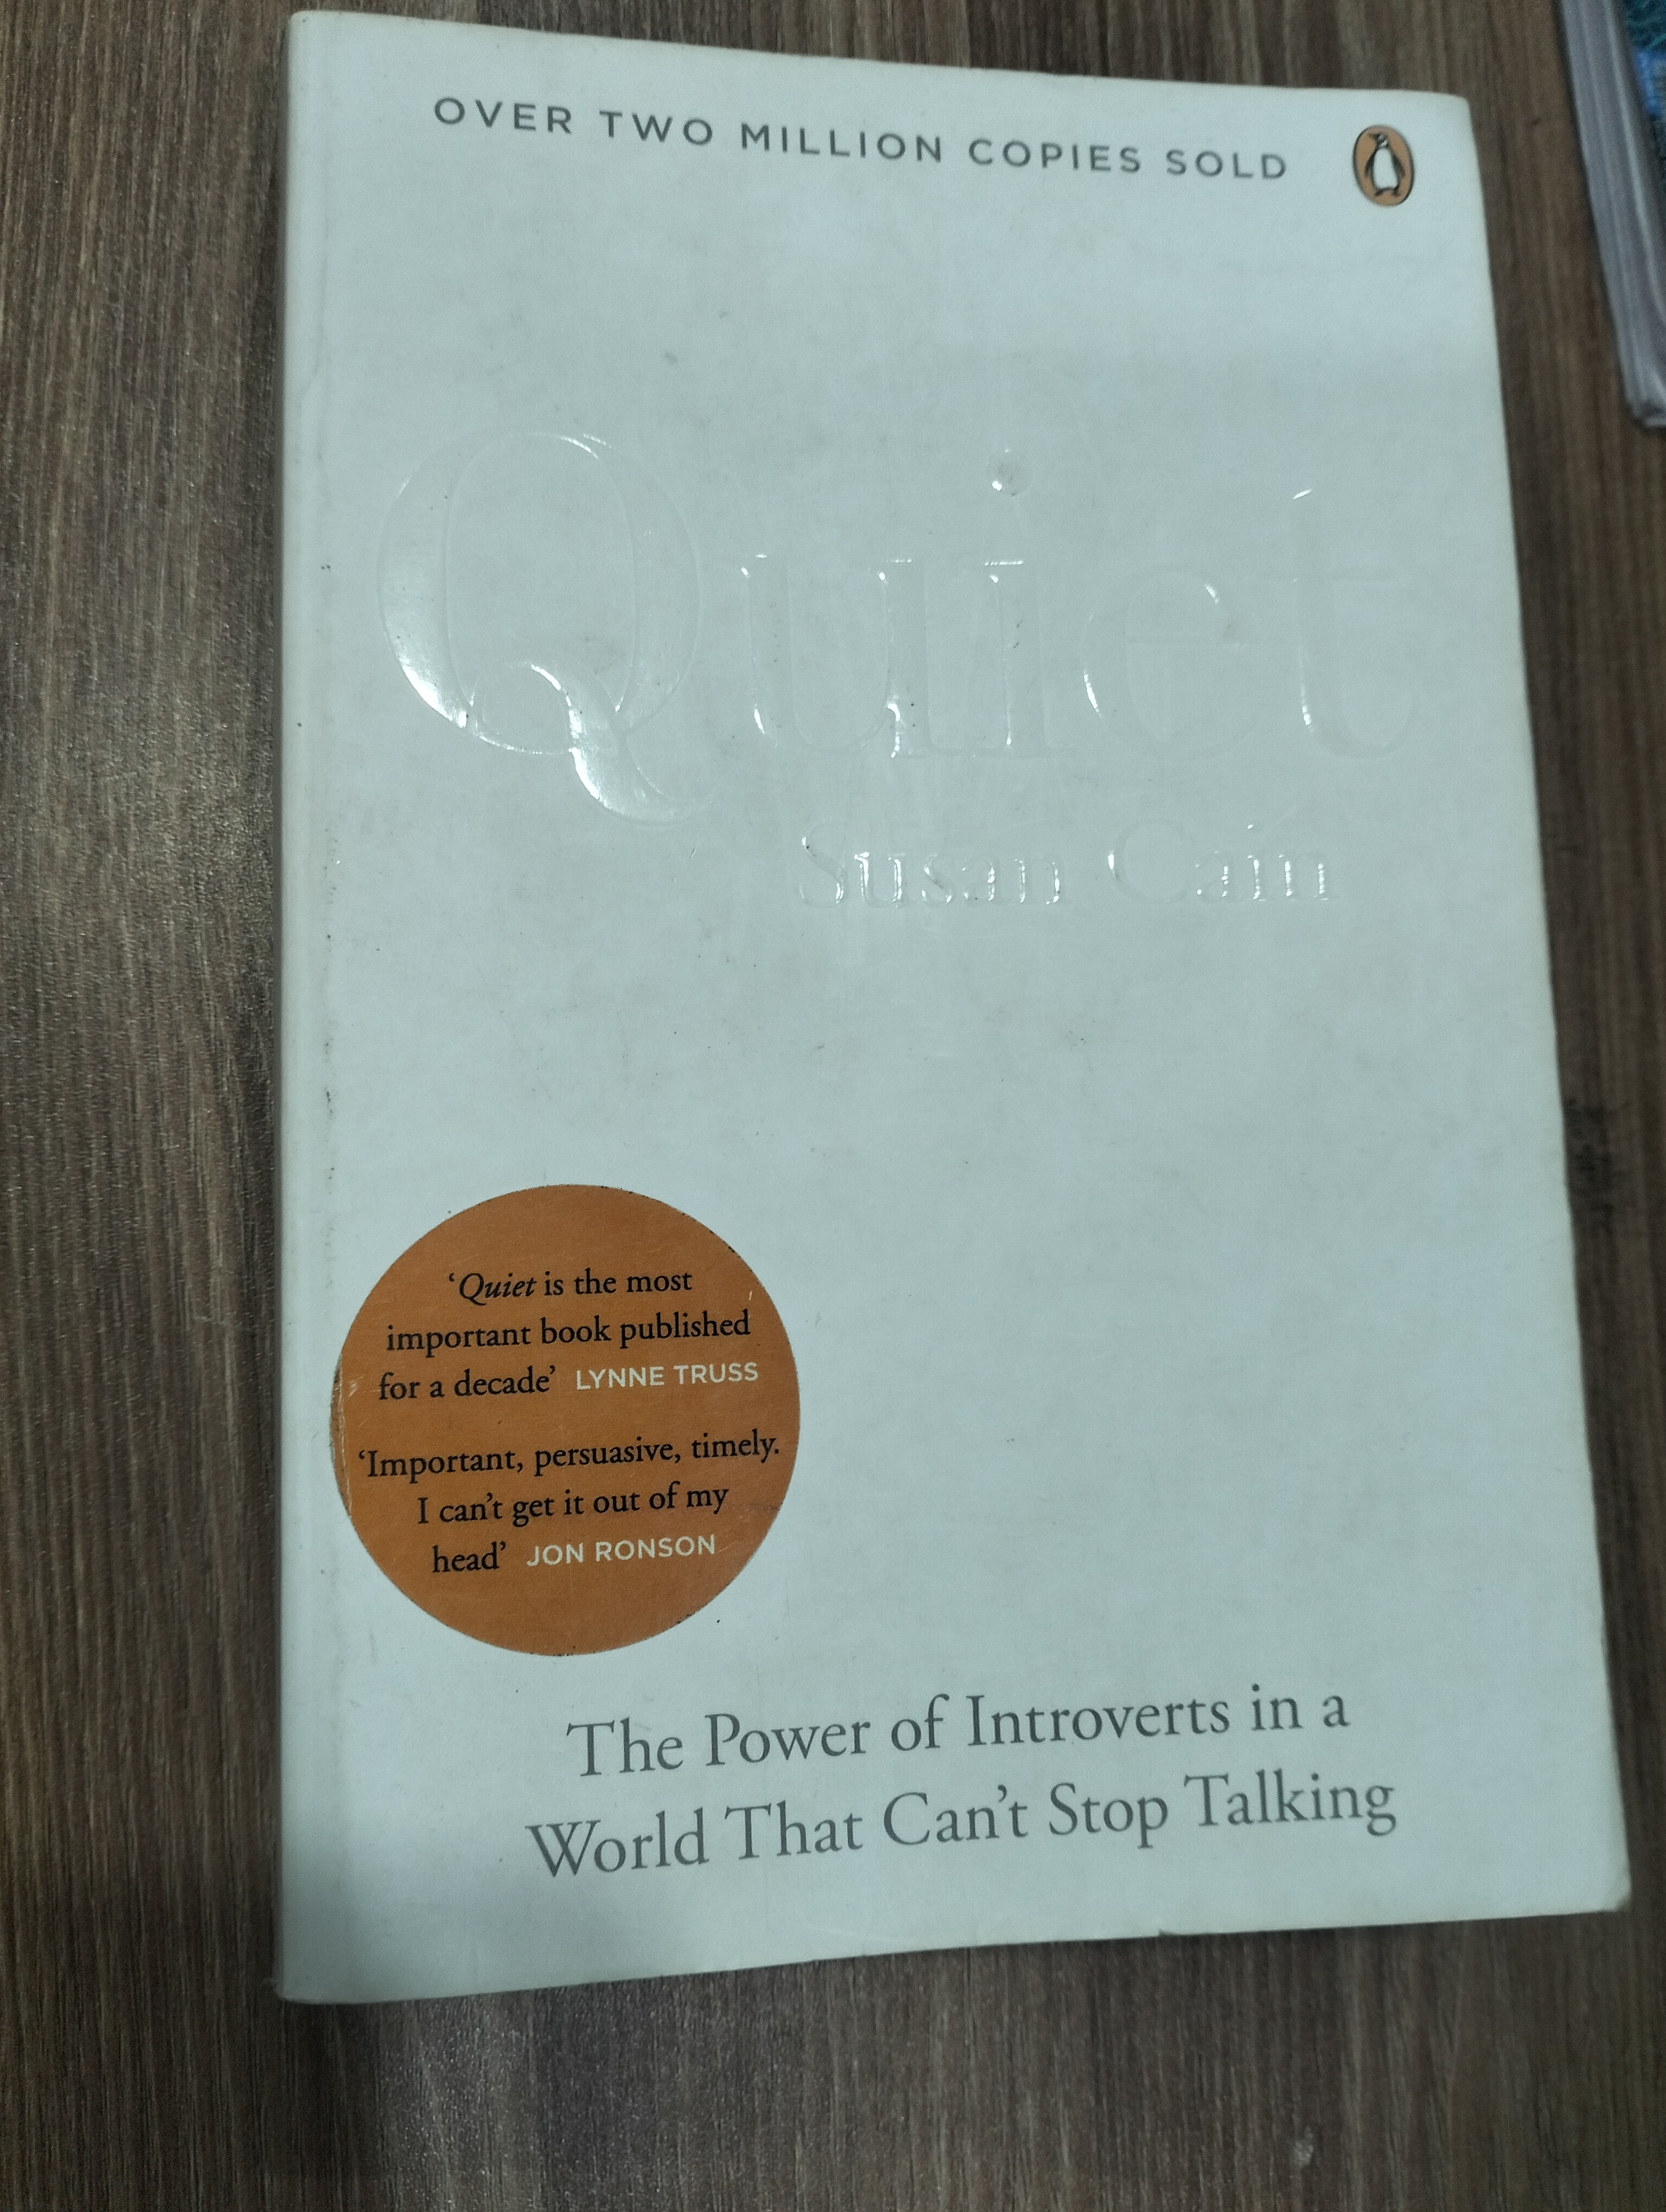 OVER TWO MILLION COPIES SOLD
Quiet
Susan Cain
‘Quiet is the most
important book published
for a decade’ LYNNE TRUSS
‘Important, persuasive, timely.
I can’t get it out of my
head’ JON RONSON
The Power of Introverts in a
World That Can’t Stop Talking